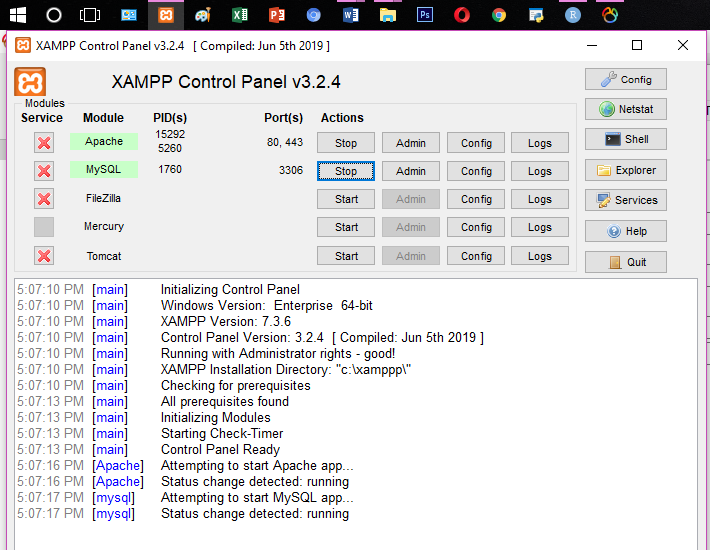 XAMPP Control Panel v3.2.4 [ Compiled: Jun 5th 2019 ]
XAMPP Control Panel v3.2.4
Config
Modules
Service Module PID(s) Port(s) Actions
Apache 15292 5260 80, 443 Stop Admin Config Logs
Netstat
MySQL 1760 3306 Stop Admin Config Logs
Shell
FileZilla Start Admin Config Logs
Explorer
Mercury Start Admin Config Logs
Services
Tomcat Start Admin Config Logs
Help
Quit
5:07:10 PM [main] Initializing Control Panel
5:07:10 PM [main] Windows Version: Enterprise 64-bit
5:07:10 PM [main] XAMPP Version: 7.3.6
5:07:10 PM [main] Control Panel Version: 3.2.4 [ Compiled: Jun 5th 2019 ]
5:07:10 PM [main] Running with Administrator rights - good!
5:07:10 PM [main] XAMPP Installation Directory: "c:\xamppp\"
5:07:10 PM [main] Checking for prerequisites
5:07:13 PM [main] All prerequisites found
5:07:13 PM [main] Initializing Modules
5:07:13 PM [main] Starting Check-Timer
5:07:13 PM [main] Control Panel Ready
5:07:16 PM [Apache] Attempting to start Apache app...
5:07:16 PM [Apache] Status change detected: running
5:07:17 PM [mysql] Attempting to start MySQL app...
5:07:17 PM [mysql] Status change detected: running